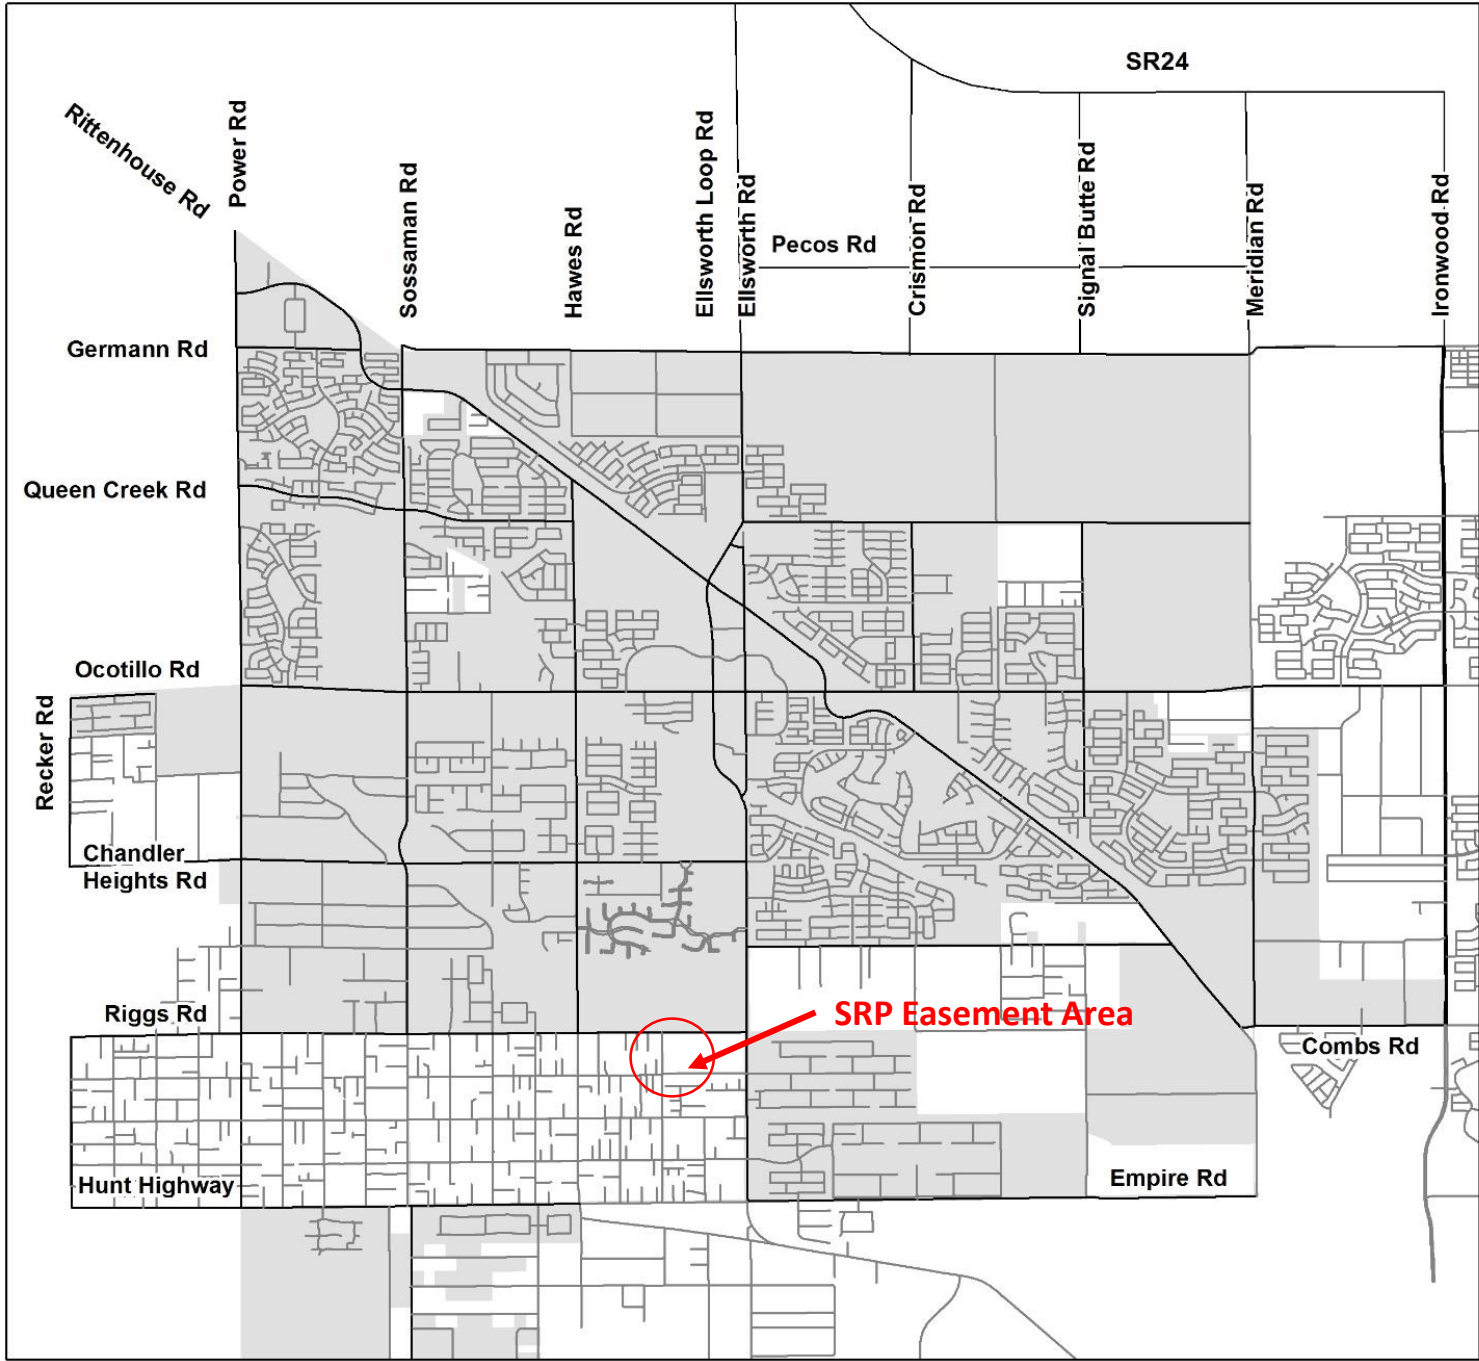 SR24
Rittenhouse Rd
Power Rd
Sossaman Rd
Hawes Rd
Ellsworth Loop Rd
Ellsworth Rd
Pecos Rd
Crismon Rd
Signal Butte Rd
Meridian Rd
Ironwood Rd
Germann Rd
Queen Creek Rd
Ocotillo Rd
Recker Rd
Chandler
Heights Rd
Riggs Rd
SRP Easement Area
Combs Rd
Hunt Highway
Empire Rd